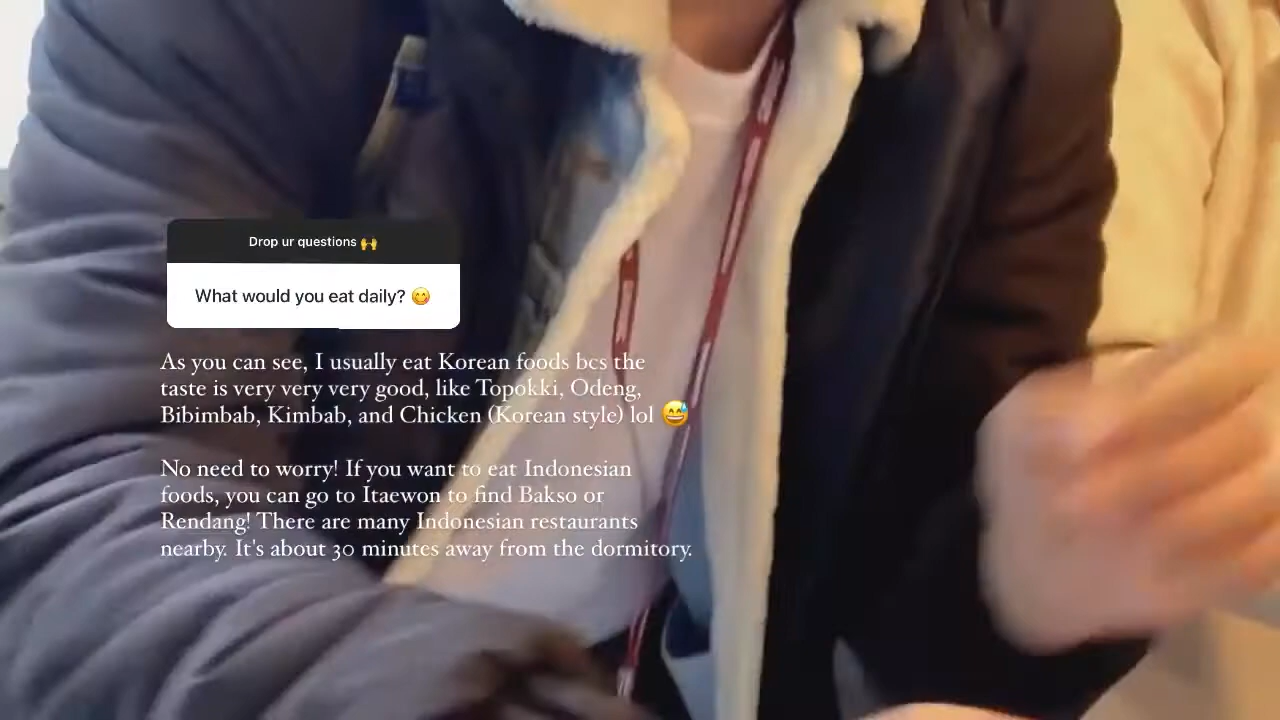 Drop ur questions 🙌
What would you eat daily? 😋
As you can see, I usually eat Korean foods bcs the
taste is very very very good, like Topokki, Odeng,
Bibimbab, Kimbab, and Chicken (Korean style) lol 😅
No need to worry! If you want to eat Indonesian
foods, you can go to Itaewon to find Bakso or
Rendang! There are many Indonesian restaurants
nearby. It's about 30 minutes away from the dormitory.